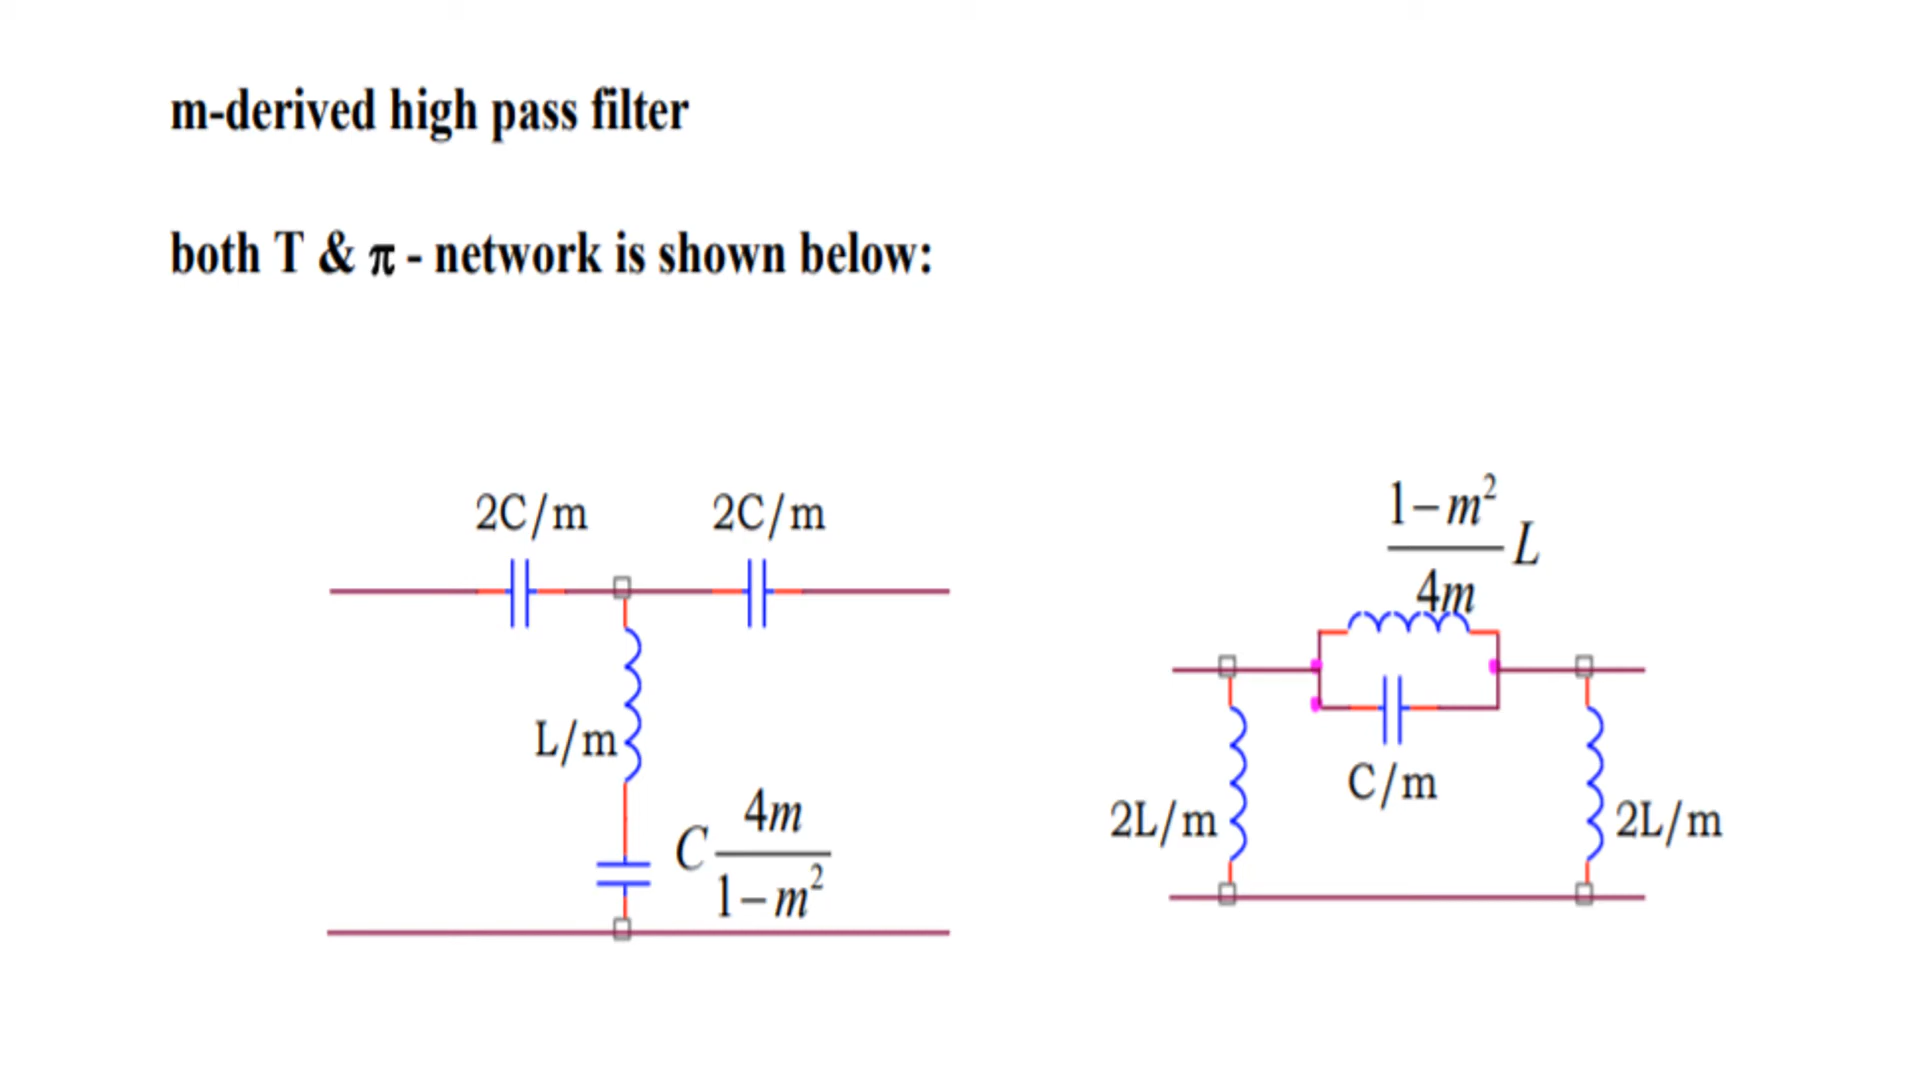 m-derived high pass filter
both T & π - network is shown below:
2C/m 2C/m
L/m
C 4m
1−m²
1−m²
4m L
C/m
2L/m 2L/m